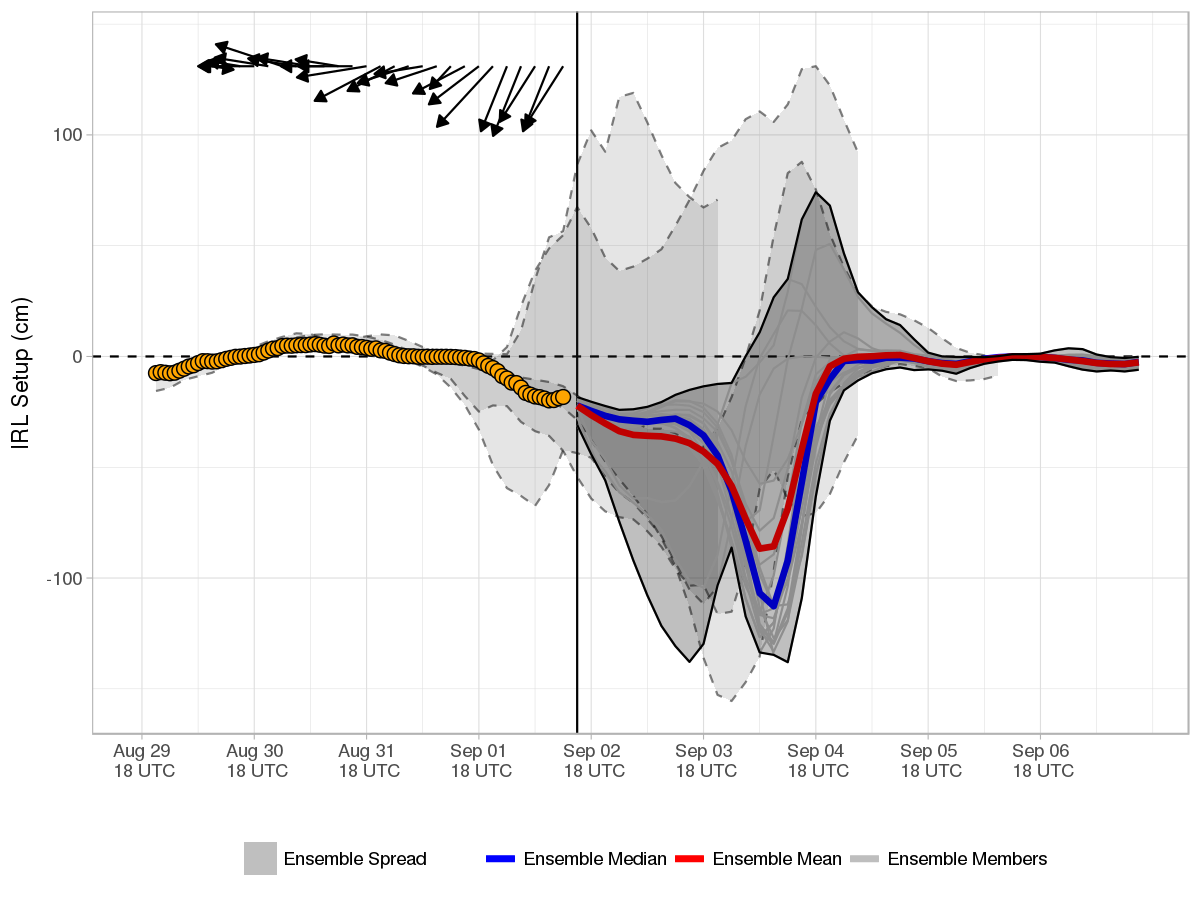 IRL Setup (cm)
100
0
-100
Aug 29 Aug 30 Aug 31 Sep 01 Sep 02 Sep 03 Sep 04 Sep 05 Sep 06
18 UTC 18 UTC 18 UTC 18 UTC 18 UTC 18 UTC 18 UTC 18 UTC 18 UTC
Ensemble Spread Ensemble Median Ensemble Mean Ensemble Members